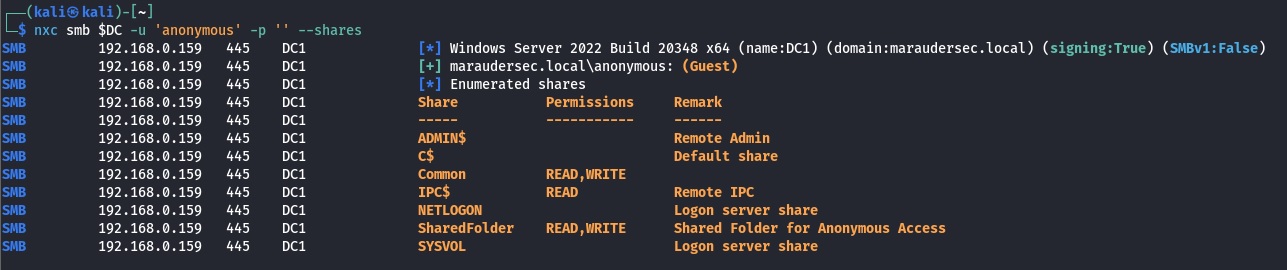 ┌──(kali㉿kali)-[~]
└─$ nxc smb $DC -u 'anonymous' -p '' --shares
SMB         192.168.0.159   445    DC1              [*] Windows Server 2022 Build 20348 x64 (name:DC1) (domain:maraudersec.local) (signing:True) (SMBv1:False)
SMB         192.168.0.159   445    DC1              [+] maraudersec.local\anonymous: (Guest)
SMB         192.168.0.159   445    DC1              [*] Enumerated shares
SMB         192.168.0.159   445    DC1              Share           Permissions     Remark
SMB         192.168.0.159   445    DC1              -----           -----------     ------
SMB         192.168.0.159   445    DC1              ADMIN$                          Remote Admin
SMB         192.168.0.159   445    DC1              C$                              Default share
SMB         192.168.0.159   445    DC1              Common          READ,WRITE
SMB         192.168.0.159   445    DC1              IPC$            READ            Remote IPC
SMB         192.168.0.159   445    DC1              NETLOGON                        Logon server share
SMB         192.168.0.159   445    DC1              SharedFolder    READ,WRITE      Shared Folder for Anonymous Access
SMB         192.168.0.159   445    DC1              SYSVOL                          Logon server share